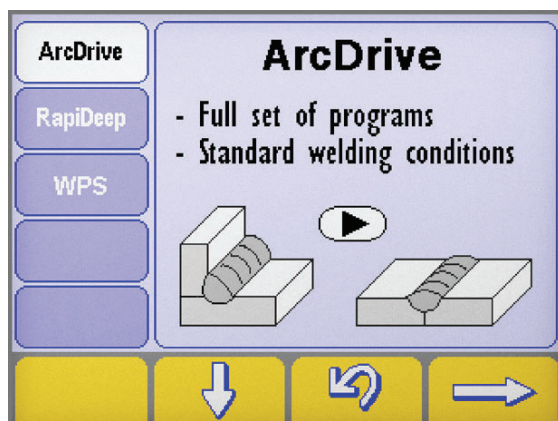 ArcDrive
RapiDeep
WPS
ArcDrive
- Full set of programs
- Standard welding conditions